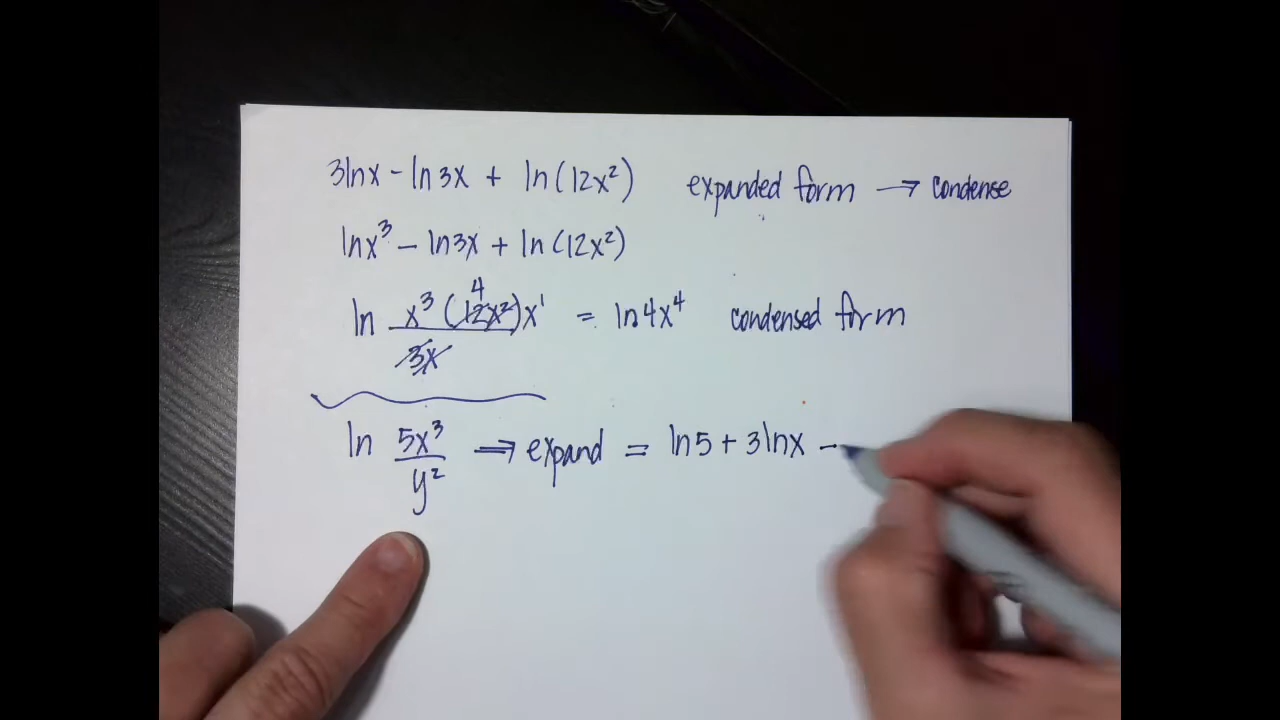 3lnx - ln3x + ln(12x²) expanded form → condense
lnx³ - ln3x + ln(12x²)
ln x³ (12x²)x¹ / 3x = ln4x⁴ condensed form
4
ln 5x³ / y² ⇒ expand = ln5 + 3lnx -